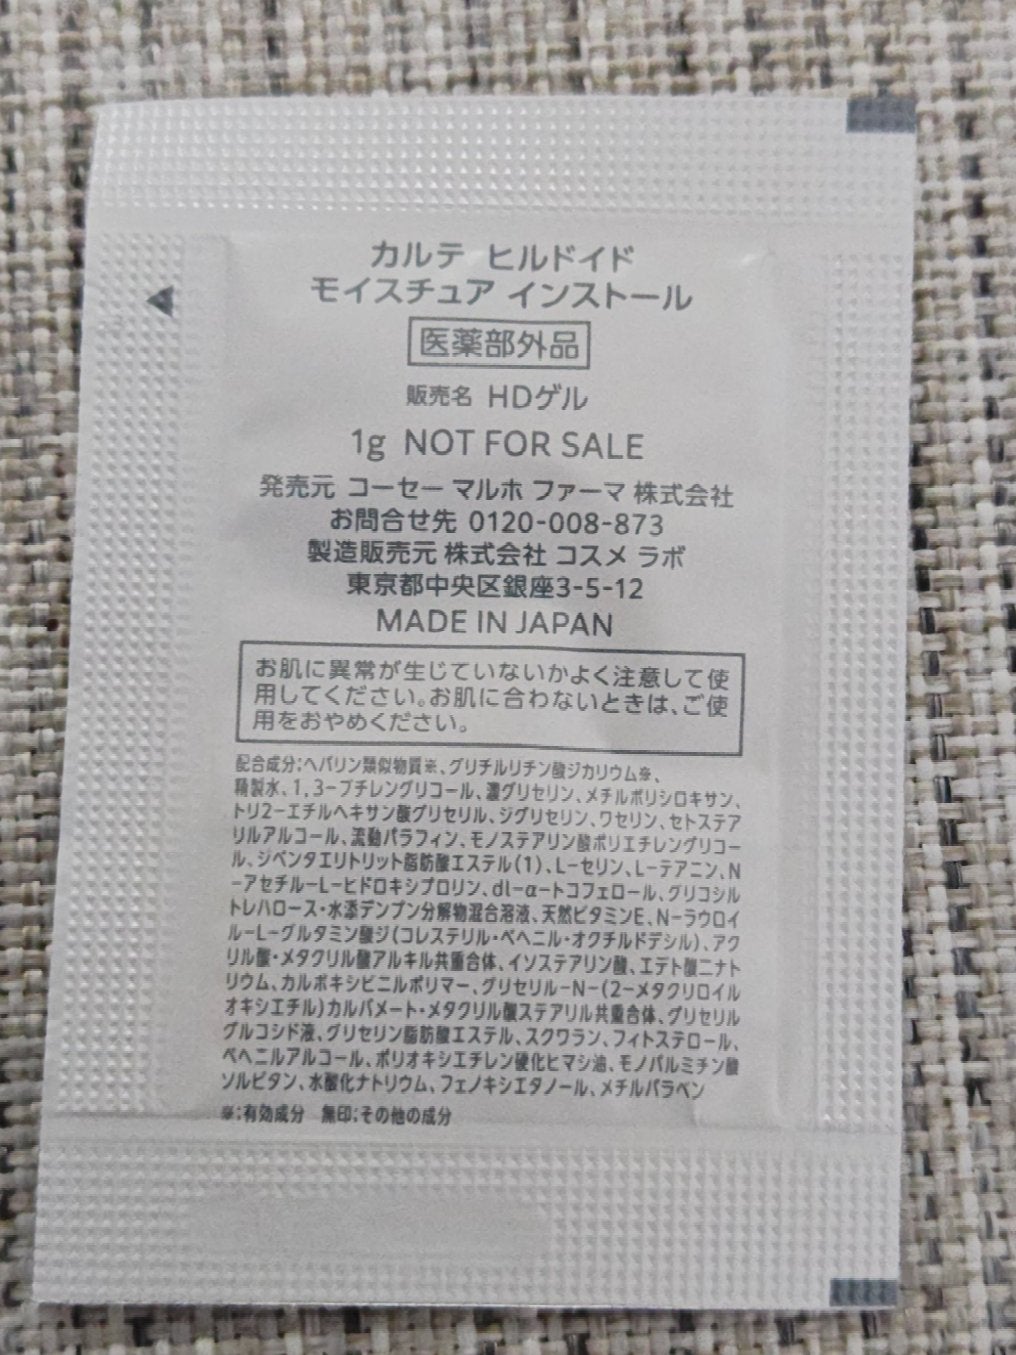 カルテ ヒルドイド
モイスチュア インストール
医薬部外品
販売名 HDゲル
1g NOT FOR SALE
発売元 コーセー マルホ ファーマ 株式会社
お問合せ先 0120-008-873
製造販売元 株式会社 コスメ ラボ
東京都中央区銀座3-5-12
MADE IN JAPAN
お肌に異常が生じていないかよく注意して使
用してください。お肌に合わないときは、ご使
用をおやめください。
配合成分:ヘパリン類似物質※、グリチルリチン酸ジカリウム※、
精製水、1,3-ブチレングリコール、濃グリセリン、メチルポリシロキサン、
トリ2-エチルヘキサン酸グリセリル、ジグリセリン、ワセリン、セトステア
リルアルコール、流動パラフィン、モノステアリン酸ポリエチレングリコー
ル、ジペンタエリトリット脂肪酸エステル(1)、L-セリン、L-テアニン、N
-アセチル-L-ヒドロキシプロリン、dl-α-トコフェロール、グリコシル
トレハロース・水添デンプン分解物混合溶液、天然ビタミンE、N-ラウロイ
ル-L-グルタミン酸ジ(コレステリル・ベヘニル・オクチルドデシル)、アク
リル酸・メタクリル酸アルキル共重合体、イソステアリン酸、エデト酸二ナト
リウム、カルボキシビニルポリマー、グリセリル-N-(2-メタクリロイル
オキシエチル)カルバメート・メタクリル酸ステアリル共重合体、グリセリル
グルコシド液、グリセリン脂肪酸エステル、スクワラン、フィトステロール、
ベヘニルアルコール、ポリオキシエチレン硬化ヒマシ油、モノパルミチン酸
ソルビタン、水酸化ナトリウム、フェノキシエタノール、メチルパラベン
※:有効成分 無印:その他の成分